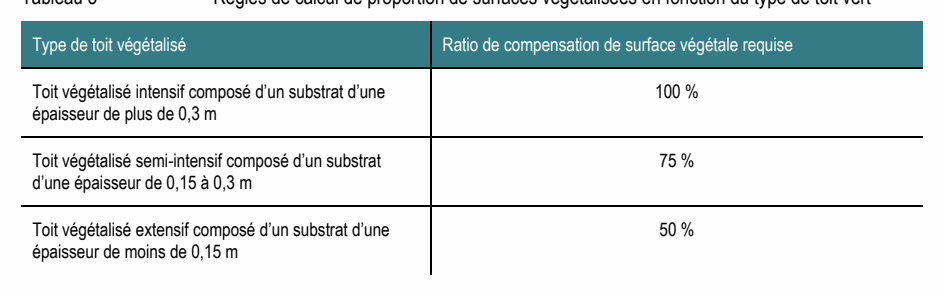 Tableau
Règles de calcul de proportion de surfaces végétalisées en fonction du type de toit vert
Type de toit végétalisé
Ratio de compensation de surface végétale requise
Toit végétalisé intensif composé d'un substrat d'une
épaisseur de plus de 0,3 m
100 %
Toit végétalisé semi-intensif composé d'un substrat
d'une épaisseur de 0,15 à 0,3 m
75 %
Toit végétalisé extensif composé d'un substrat d'une
épaisseur de moins de 0,15 m
50 %